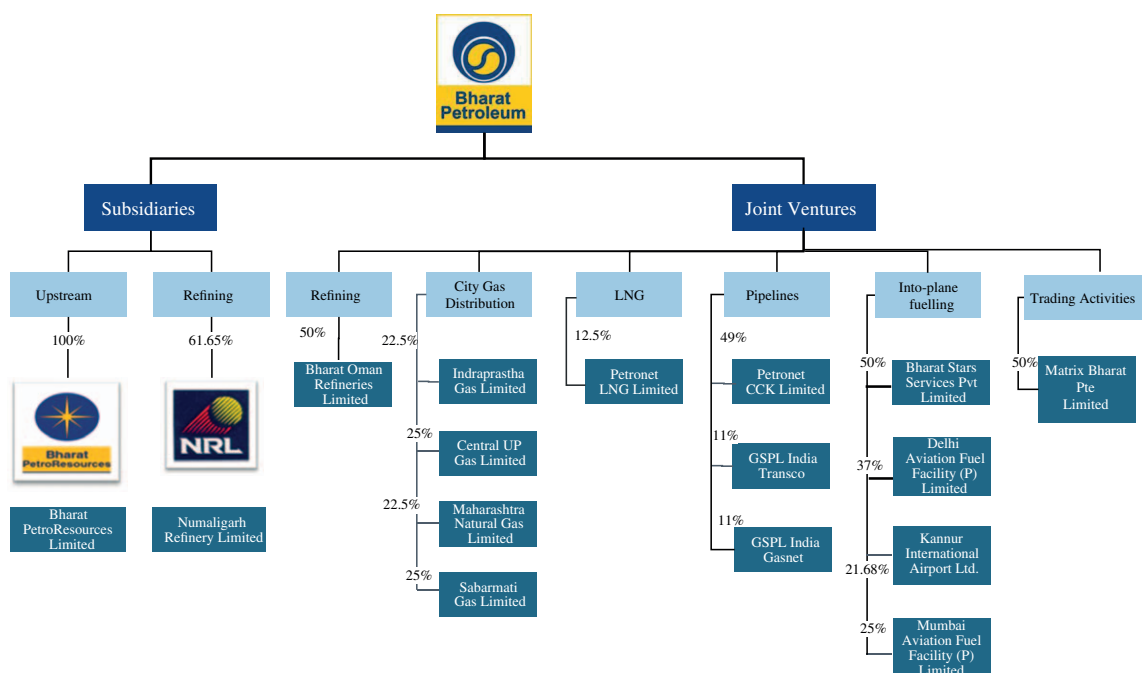 Bharat
Petroleum
Subsidiaries
Joint Ventures
Upstream
Refining
Refining
City Gas
Distribution
LNG
Pipelines
Into-plane
fuelling
Trading Activities
100%
61.65%
50%
22.5%
12.5%
49%
50%
50%
Bharat
PetroResources
NRL
Bharat
PetroResources
Limited
Numaligarh
Refinery Limited
Bharat Oman
Refineries
Limited
Indraprastha
Gas Limited
25%
Central UP
Gas Limited
22.5%
Maharashtra
Natural Gas
Limited
25%
Sabarmati
Gas Limited
Petronet
LNG Limited
Petronet
CCK Limited
11%
GSPL India
Transco
11%
GSPL India
Gasnet
Bharat Stars
Services Pvt
Limited
37%
Delhi
Aviation Fuel
Facility (P)
Limited
21.68%
Kannur
International
Airport Ltd.
25%
Mumbai
Aviation Fuel
Facility (P)
Limited
Matrix Bharat
Pte
Limited